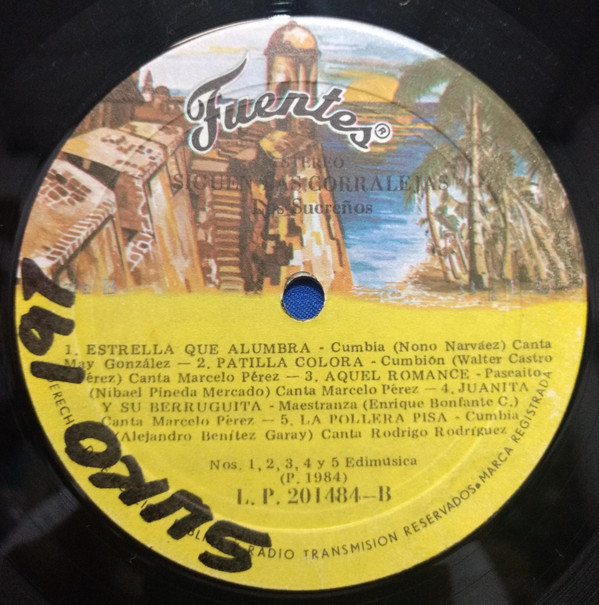 Fuentes®
STEREO
SIGUEN LAS CORRALEJAS
Los Sucreños
1. ESTRELLA QUE ALUMBRA - Cumbia (Nono Narváez) Canta
May González — 2. PATILLA COLORA - Cumbión (Walter Castro
Pérez) Canta Marcelo Pérez — 3. AQUEL ROMANCE - Paseaito
(Nibael Pineda Mercado) Canta Marcelo Pérez — 4. JUANITA
Y SU BERRUGUITA - Maestranza (Enrique Bonfante C.)
Canta Marcelo Pérez — 5. LA POLLERA PISA - Cumbia
(Alejandro Benítez Garay) Canta Rodrigo Rodríguez
Nos. 1, 2, 3, 4 y 5 Edimúsica
(P. 1984)
L. P. 201484-B
RADIO TRANSMISION RESERVADOS • MARCA REGISTRADA
197
SUKO